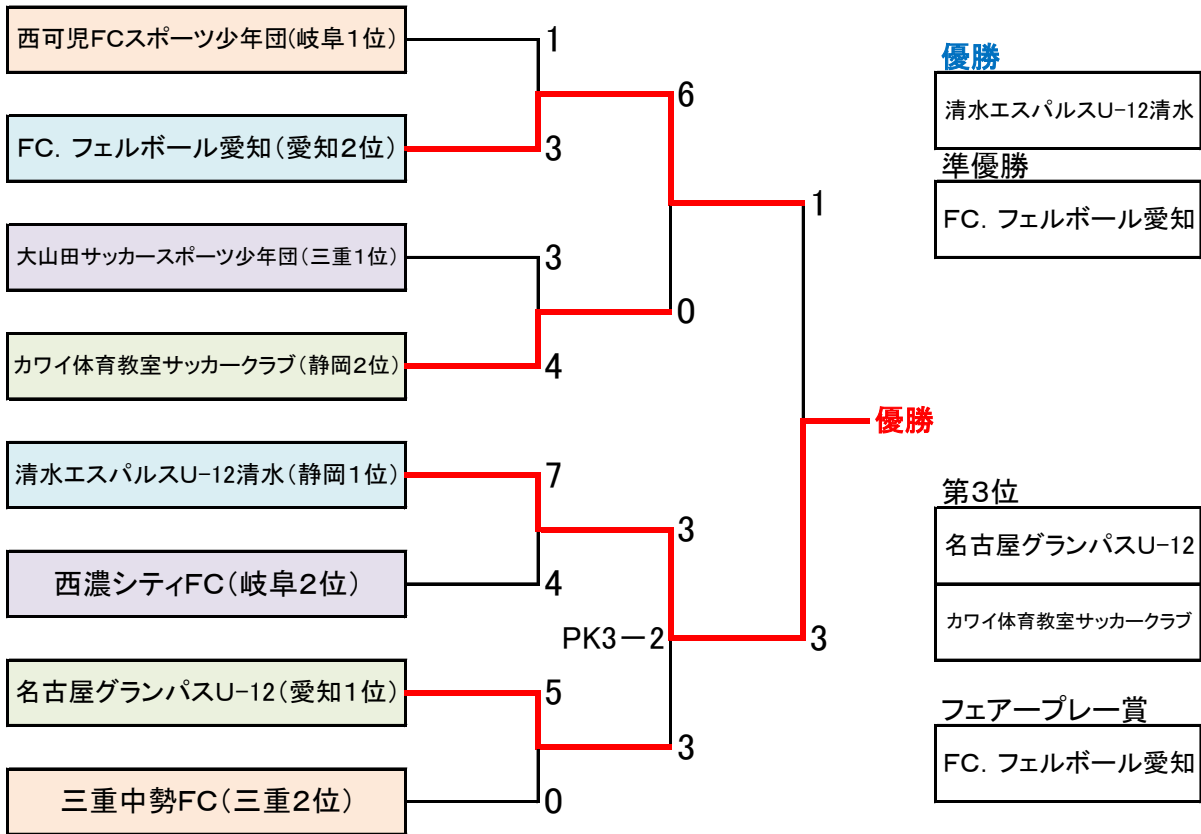 西可児FCスポーツ少年団(岐阜1位)
1
FC．フェルボール愛知(愛知2位)
3
6
大山田サッカースポーツ少年団(三重1位)
3
カワイ体育教室サッカークラブ(静岡2位)
4
0
1
清水エスパルスU-12清水(静岡1位)
7
西濃シティFC(岐阜2位)
4
3
名古屋グランパスU-12(愛知1位)
5
三重中勢FC(三重2位)
0
3
PK3－2
3
優勝
優勝
清水エスパルスU-12清水
準優勝
FC．フェルボール愛知
第3位
名古屋グランパスU-12
カワイ体育教室サッカークラブ
フェアープレー賞
FC．フェルボール愛知